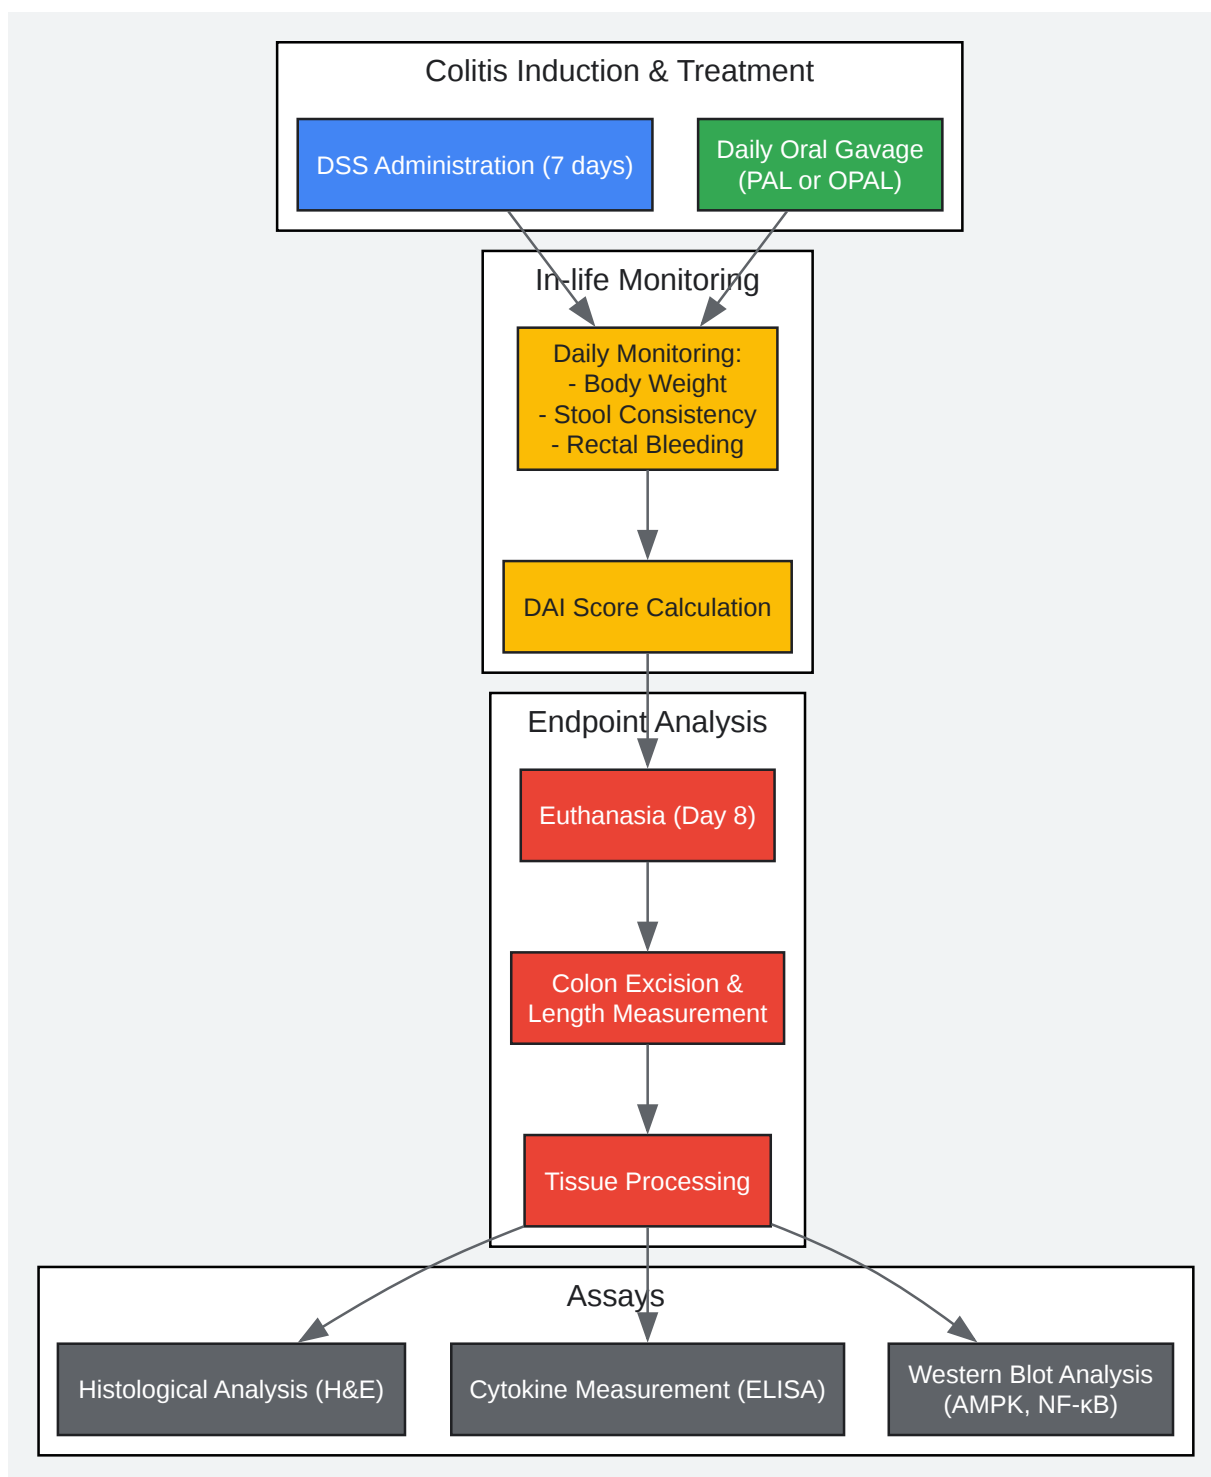 Colitis Induction & Treatment
DSS Administration (7 days)
Daily Oral Gavage
(PAL or OPAL)
In-life Monitoring
Daily Monitoring:
- Body Weight
- Stool Consistency
- Rectal Bleeding
DAI Score Calculation
Endpoint Analysis
Euthanasia (Day 8)
Colon Excision &
Length Measurement
Tissue Processing
Assays
Histological Analysis (H&E)
Cytokine Measurement (ELISA)
Western Blot Analysis
(AMPK, NF-κB)